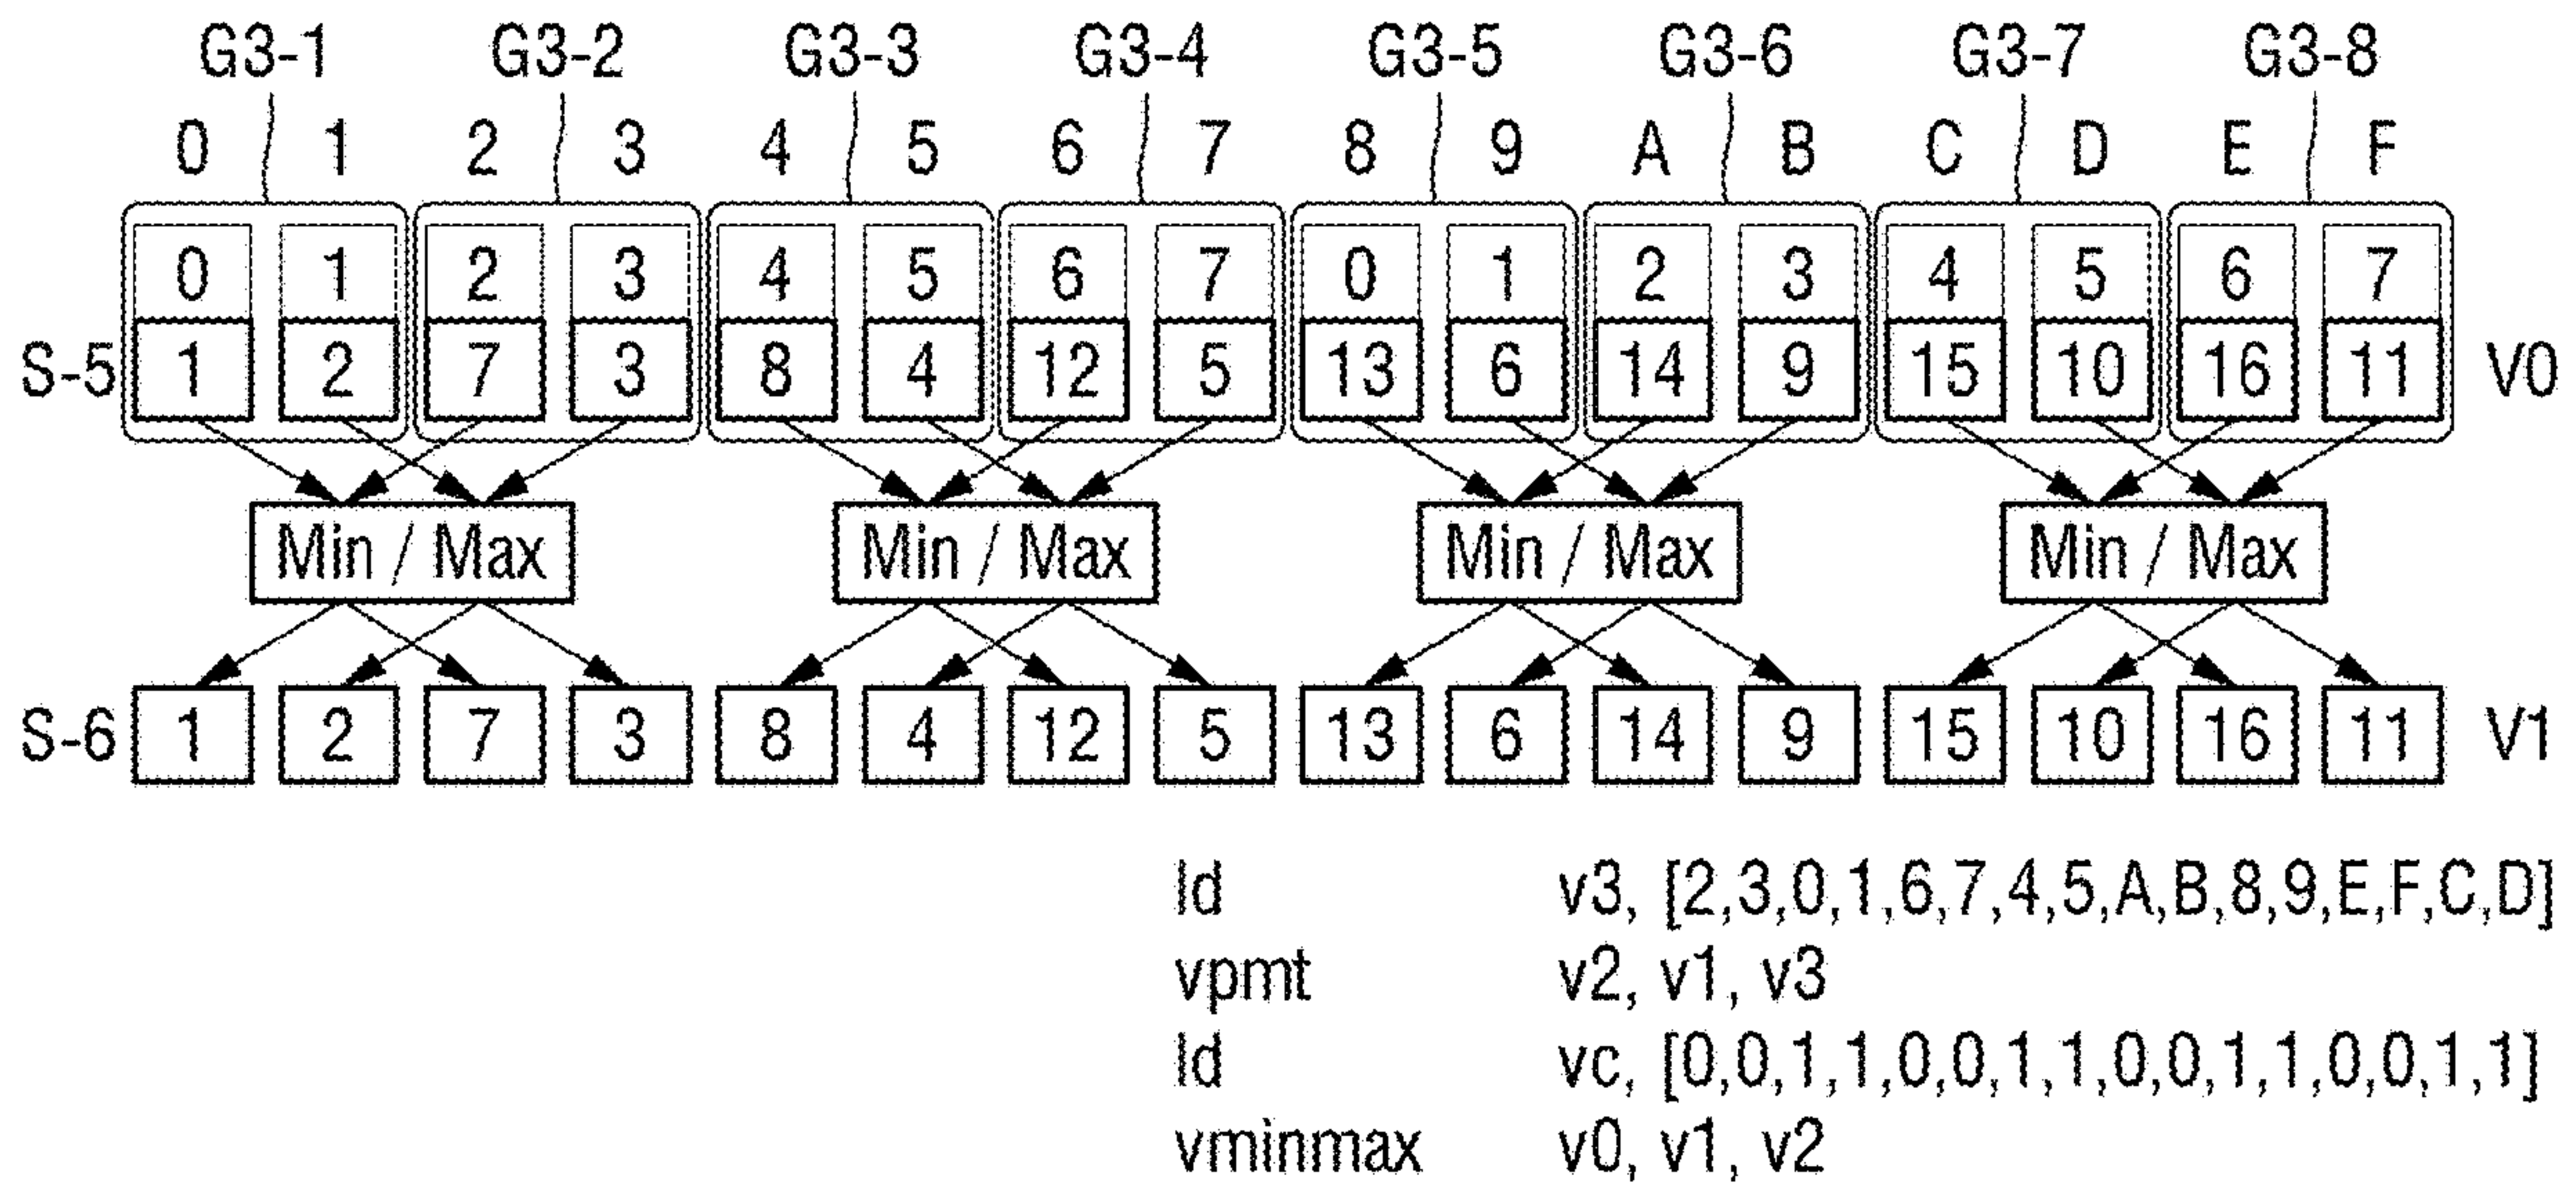 G3-1 G3-2 G3-3 G3-4 G3-5 G3-6 G3-7 G3-8
0 1 2 3 4 5 6 7 8 9 A B C D E F
0 1 2 3 4 5 6 7 0 1 2 3 4 5 6 7
S-5 1 2 7 3 8 4 12 5 13 6 14 9 15 10 16 11 V0
Min / Max Min / Max Min / Max Min / Max
S-6 1 2 7 3 8 4 12 5 13 6 14 9 15 10 16 11 V1
ld v3, [2,3,0,1,6,7,4,5,A,B,8,9,E,F,C,D]
vpmt v2, v1, v3
ld vc, [0,0,1,1,0,0,1,1,0,0,1,1,0,0,1,1]
vminmax v0, v1, v2